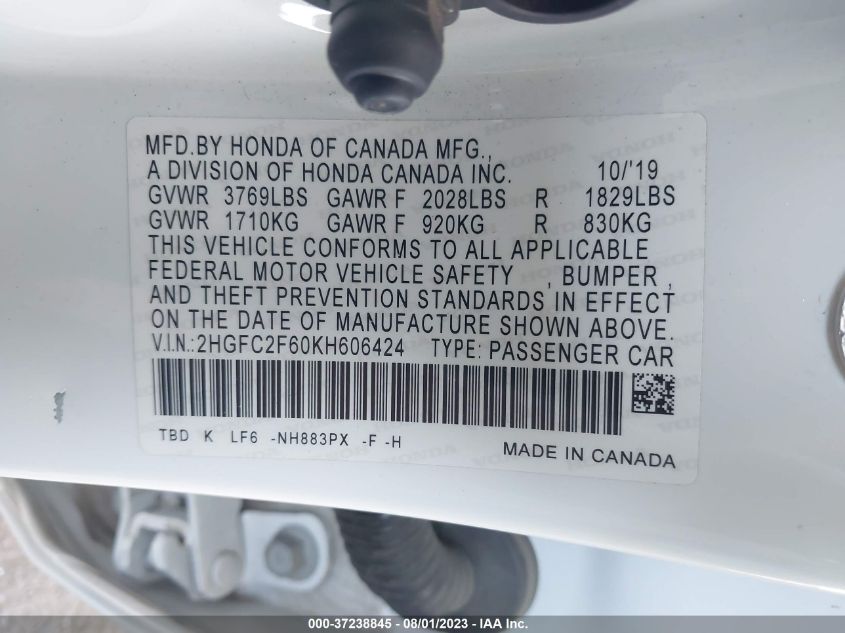 MFD.BY HONDA OF CANADA MFG.,
A DIVISION OF HONDA CANADA INC. 10/'19
GVWR 3769LBS GAWR F 2028LBS R 1829LBS
GVWR 1710KG GAWR F 920KG R 830KG
THIS VEHICLE CONFORMS TO ALL APPLICABLE
FEDERAL MOTOR VEHICLE SAFETY , BUMPER ,
AND THEFT PREVENTION STANDARDS IN EFFECT
ON THE DATE OF MANUFACTURE SHOWN ABOVE.
V.I.N.:2HGFC2F60KH606424 TYPE: PASSENGER CAR
TBD K LF6 -NH883PX -F -H
MADE IN CANADA
000-37238845 - 08/01/2023 - IAA Inc.